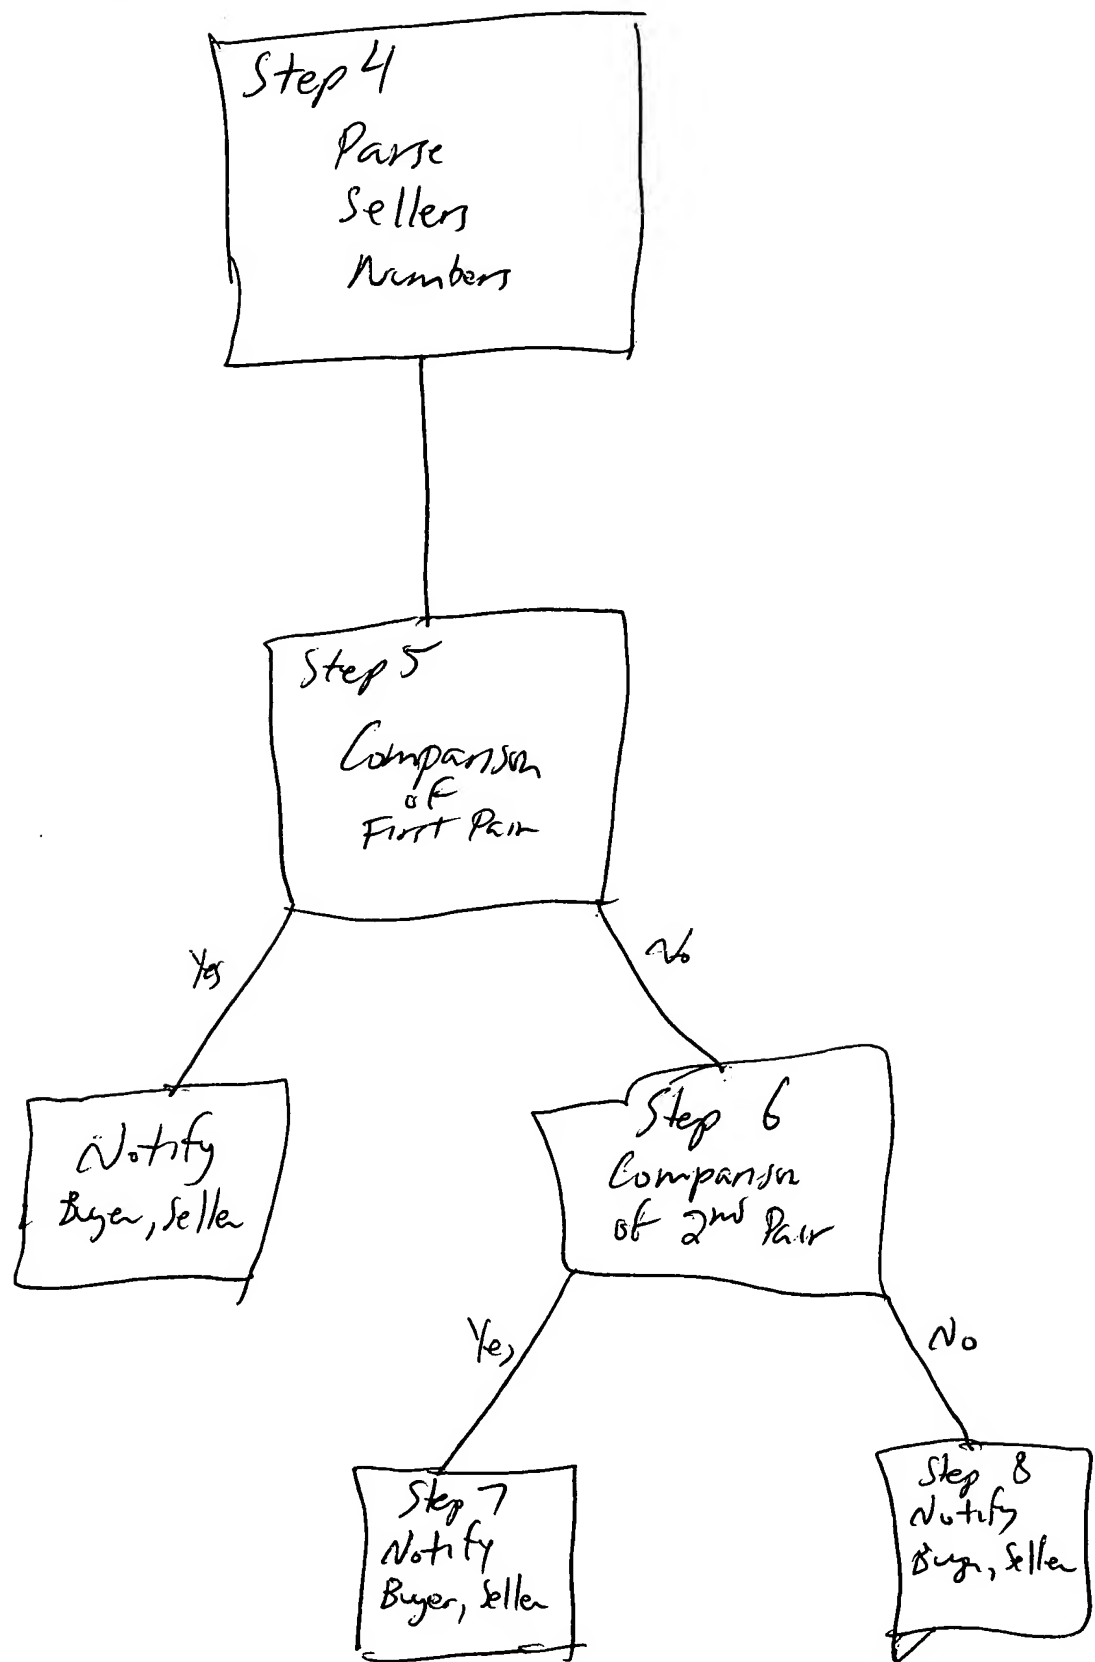 Step 4
Parse
Sellers
Numbers
Step 5
Comparison
of
First Pair
Yes
No
Notify
Buyer, Seller
Step 6
Comparison
of 2nd Pair
Yes
No
Step 7
Notify
Buyer, Seller
Step 8
Notify
Buyer, Seller